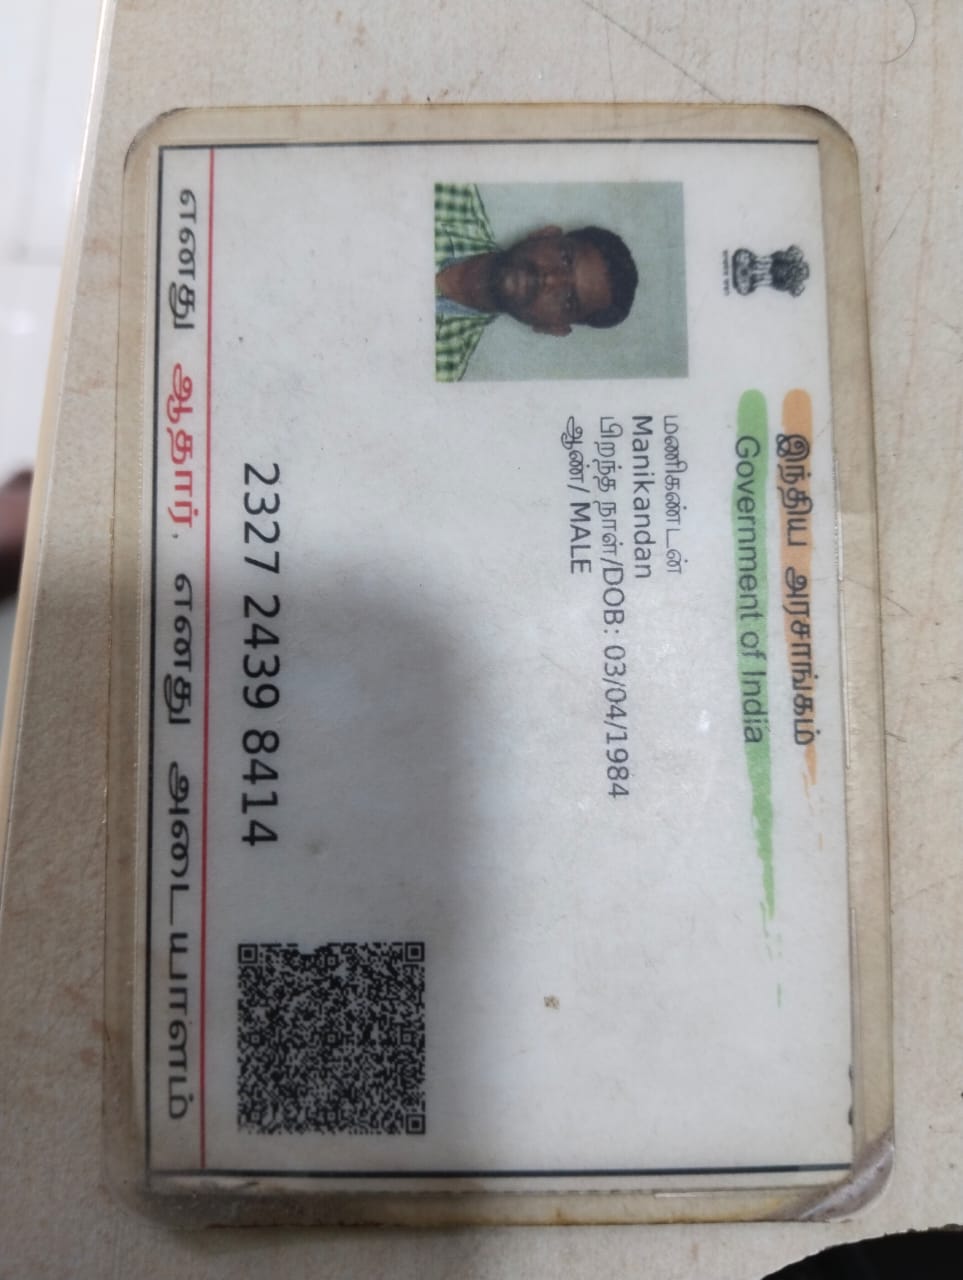 இந்திய அரசாங்கம்
Government of India
மணிகண்டன்
Manikandan
பிறந்த நாள்/DOB: 03/04/1984
ஆண்/ MALE
2327 2439 8414
எனது ஆதார், எனது அடையாளம்